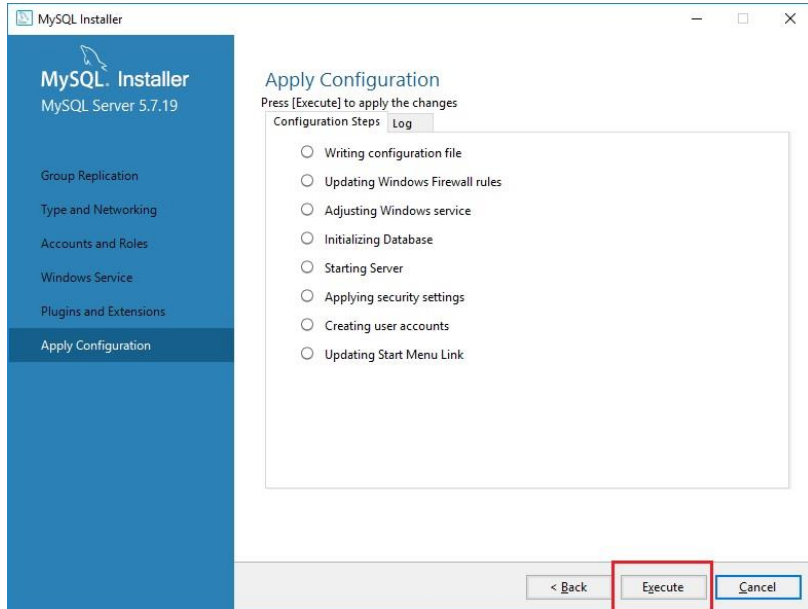 MySQL Installer
MySQL. Installer
MySQL Server 5.7.19
Group Replication
Type and Networking
Accounts and Roles
Windows Service
Plugins and Extensions
Apply Configuration
Apply Configuration
Press [Execute] to apply the changes
Configuration Steps Log
Writing configuration file
Updating Windows Firewall rules
Adjusting Windows service
Initializing Database
Starting Server
Applying security settings
Creating user accounts
Updating Start Menu Link
< Back Execute Cancel